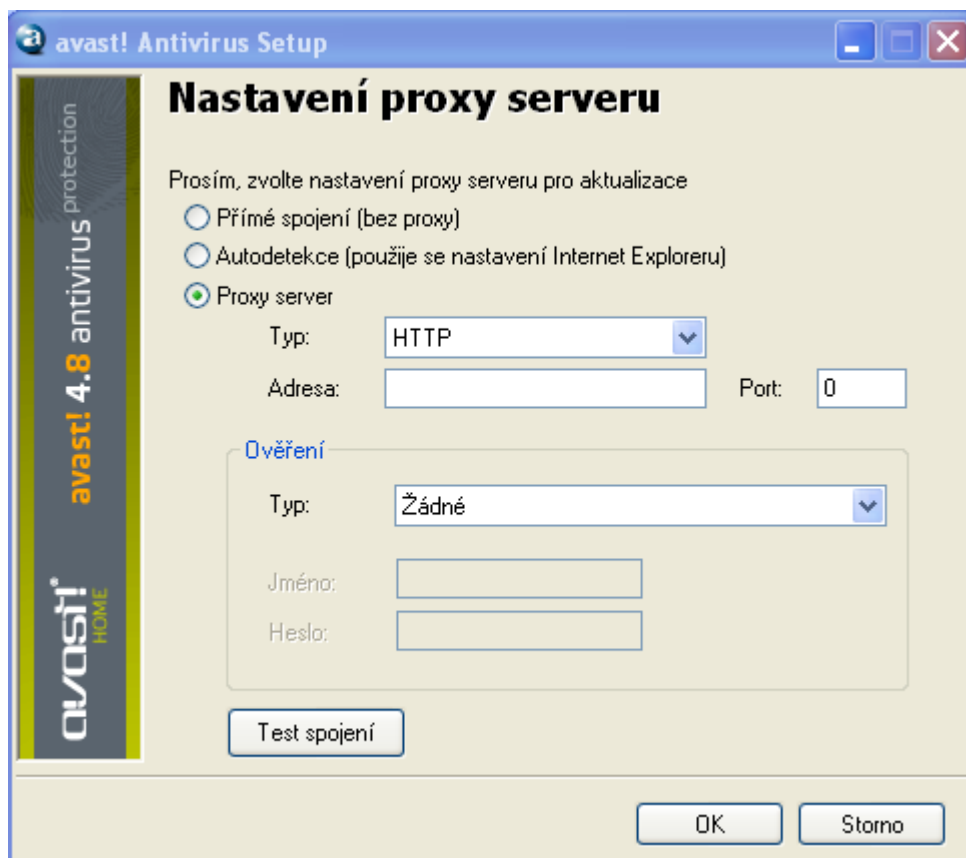 avast! Antivirus Setup
Nastavení proxy serveru
Prosím, zvolte nastavení proxy serveru pro aktualizace
Přímé spojení (bez proxy)
Autodetekce (použije se nastavení Internet Exploreru)
Proxy server
Typ: HTTP
Adresa: Port: 0
Ověření
Typ: Žádné
Jméno:
Heslo:
Test spojení
OK Storno
avast! 4.8 antivirus protection
avast! HOME